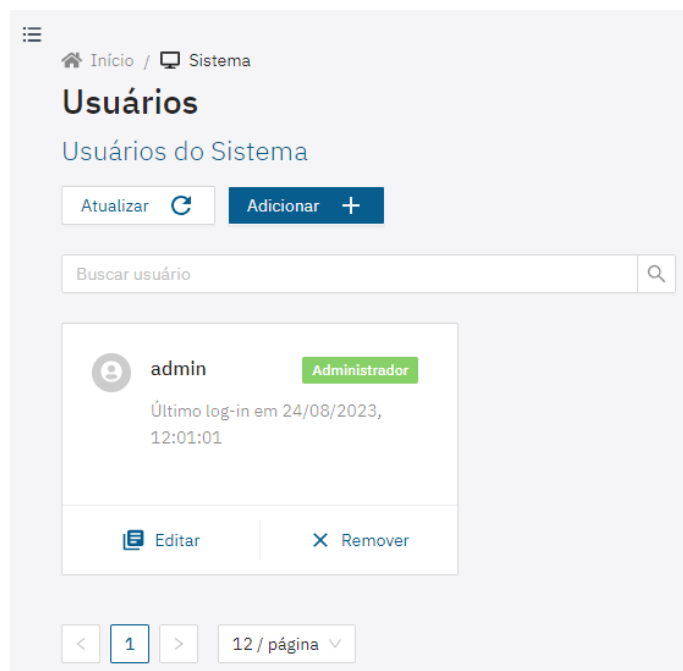 Início / Sistema
Usuários
Usuários do Sistema
Atualizar Adicionar
Buscar usuário
admin Administrador
Último log-in em 24/08/2023,
12:01:01
Editar Remover
< 1 > 12 / página